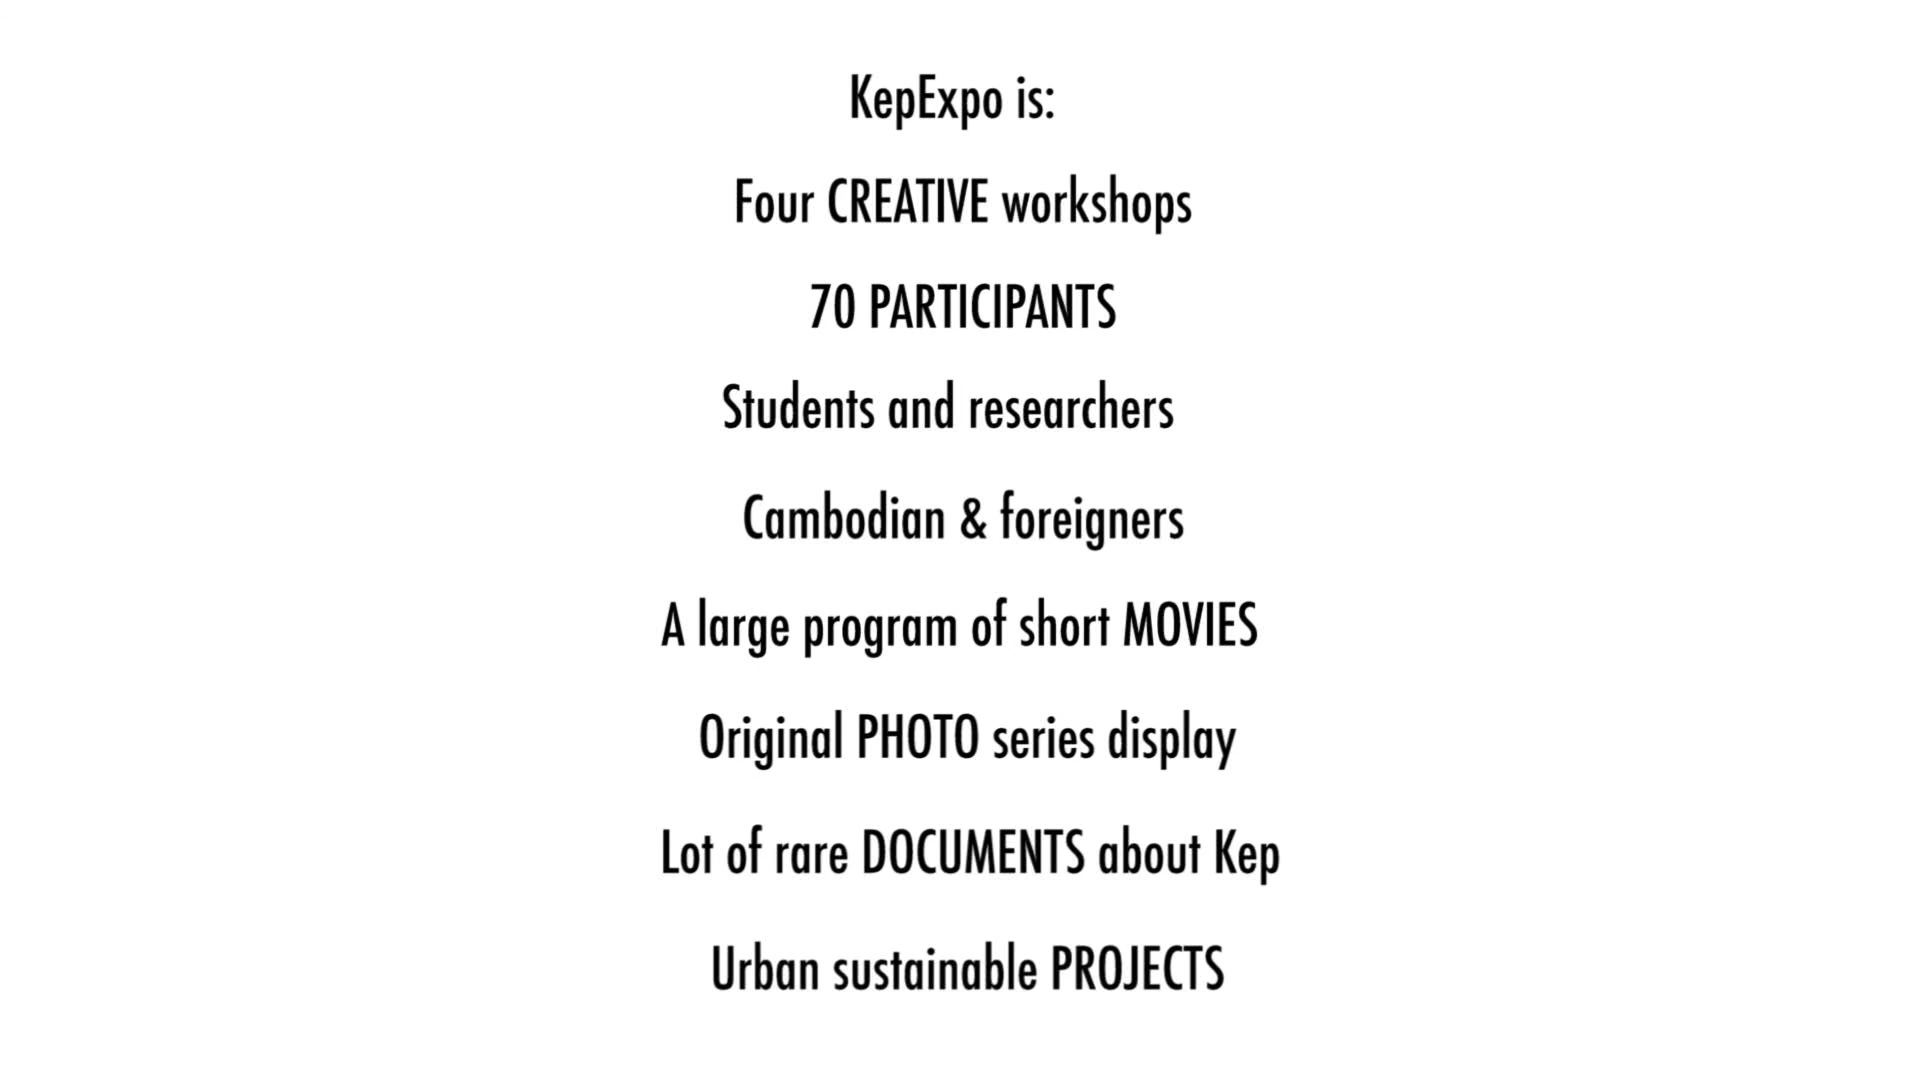 KepExpo is:
Four CREATIVE workshops
70 PARTICIPANTS
Students and researchers
Cambodian & foreigners
A large program of short MOVIES
Original PHOTO series display
Lot of rare DOCUMENTS about Kep
Urban sustainable PROJECTS